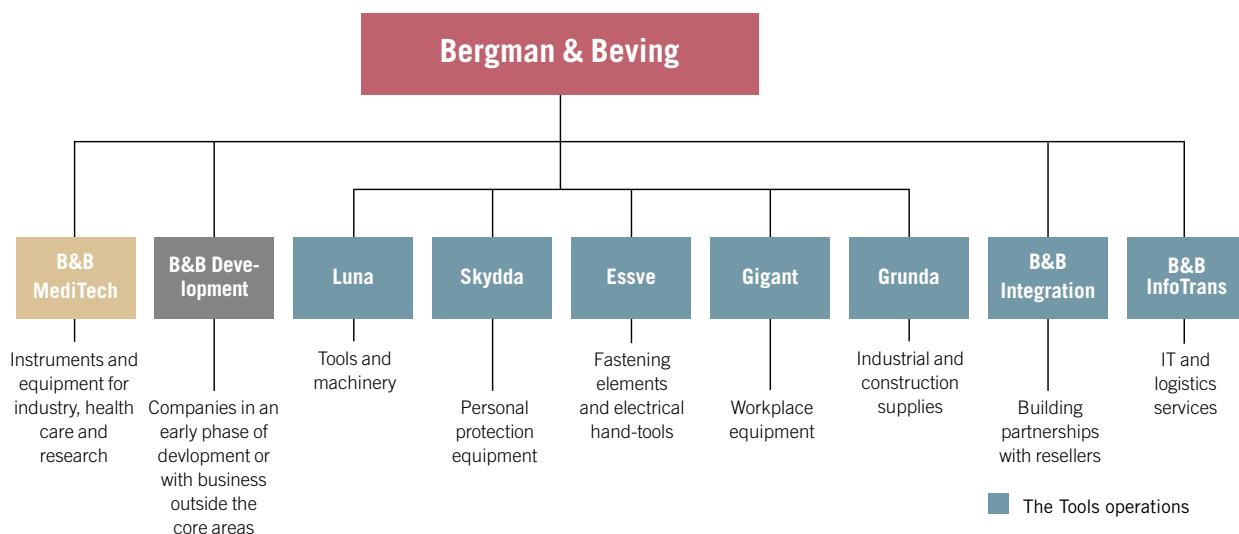 Bergman & Beving
B&B
MediTech
B&B Deve-
lopment
Luna
Skydda
Essve
Gigant
Grunda
B&B
Integration
B&B
InfoTrans
Instruments and
equipment for
industry, health
care and
research
Companies in an
early phase of
devlopment or
with business
outside the
core areas
Tools and
machinery
Personal
protection
equipment
Fastening
elements
and electrical
hand-tools
Workplace
equipment
Industrial and
construction
supplies
Building
partnerships
with resellers
IT and
logistics
services
The Tools operations